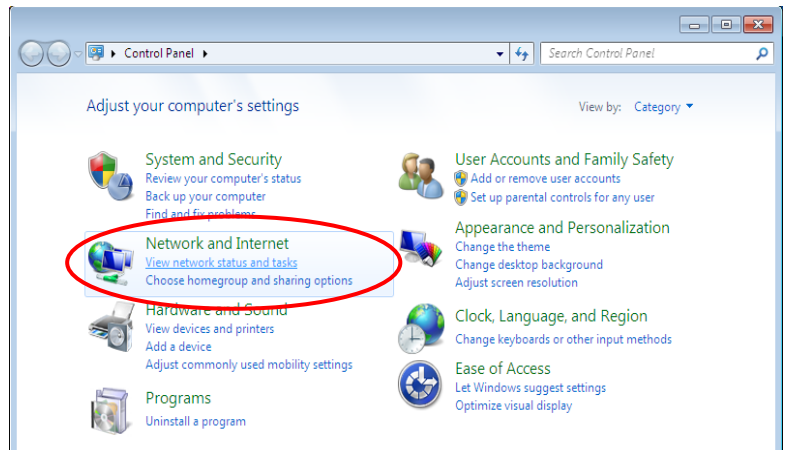 Control Panel
Search Control Panel
Adjust your computer's settings
View by: Category
System and Security
Review your computer's status
Back up your computer
Find and fix problems
Network and Internet
View network status and tasks
Choose homegroup and sharing options
Hardware and Sound
View devices and printers
Add a device
Adjust commonly used mobility settings
Programs
Uninstall a program
User Accounts and Family Safety
Add or remove user accounts
Set up parental controls for any user
Appearance and Personalization
Change the theme
Change desktop background
Adjust screen resolution
Clock, Language, and Region
Change keyboards or other input methods
Ease of Access
Let Windows suggest settings
Optimize visual display